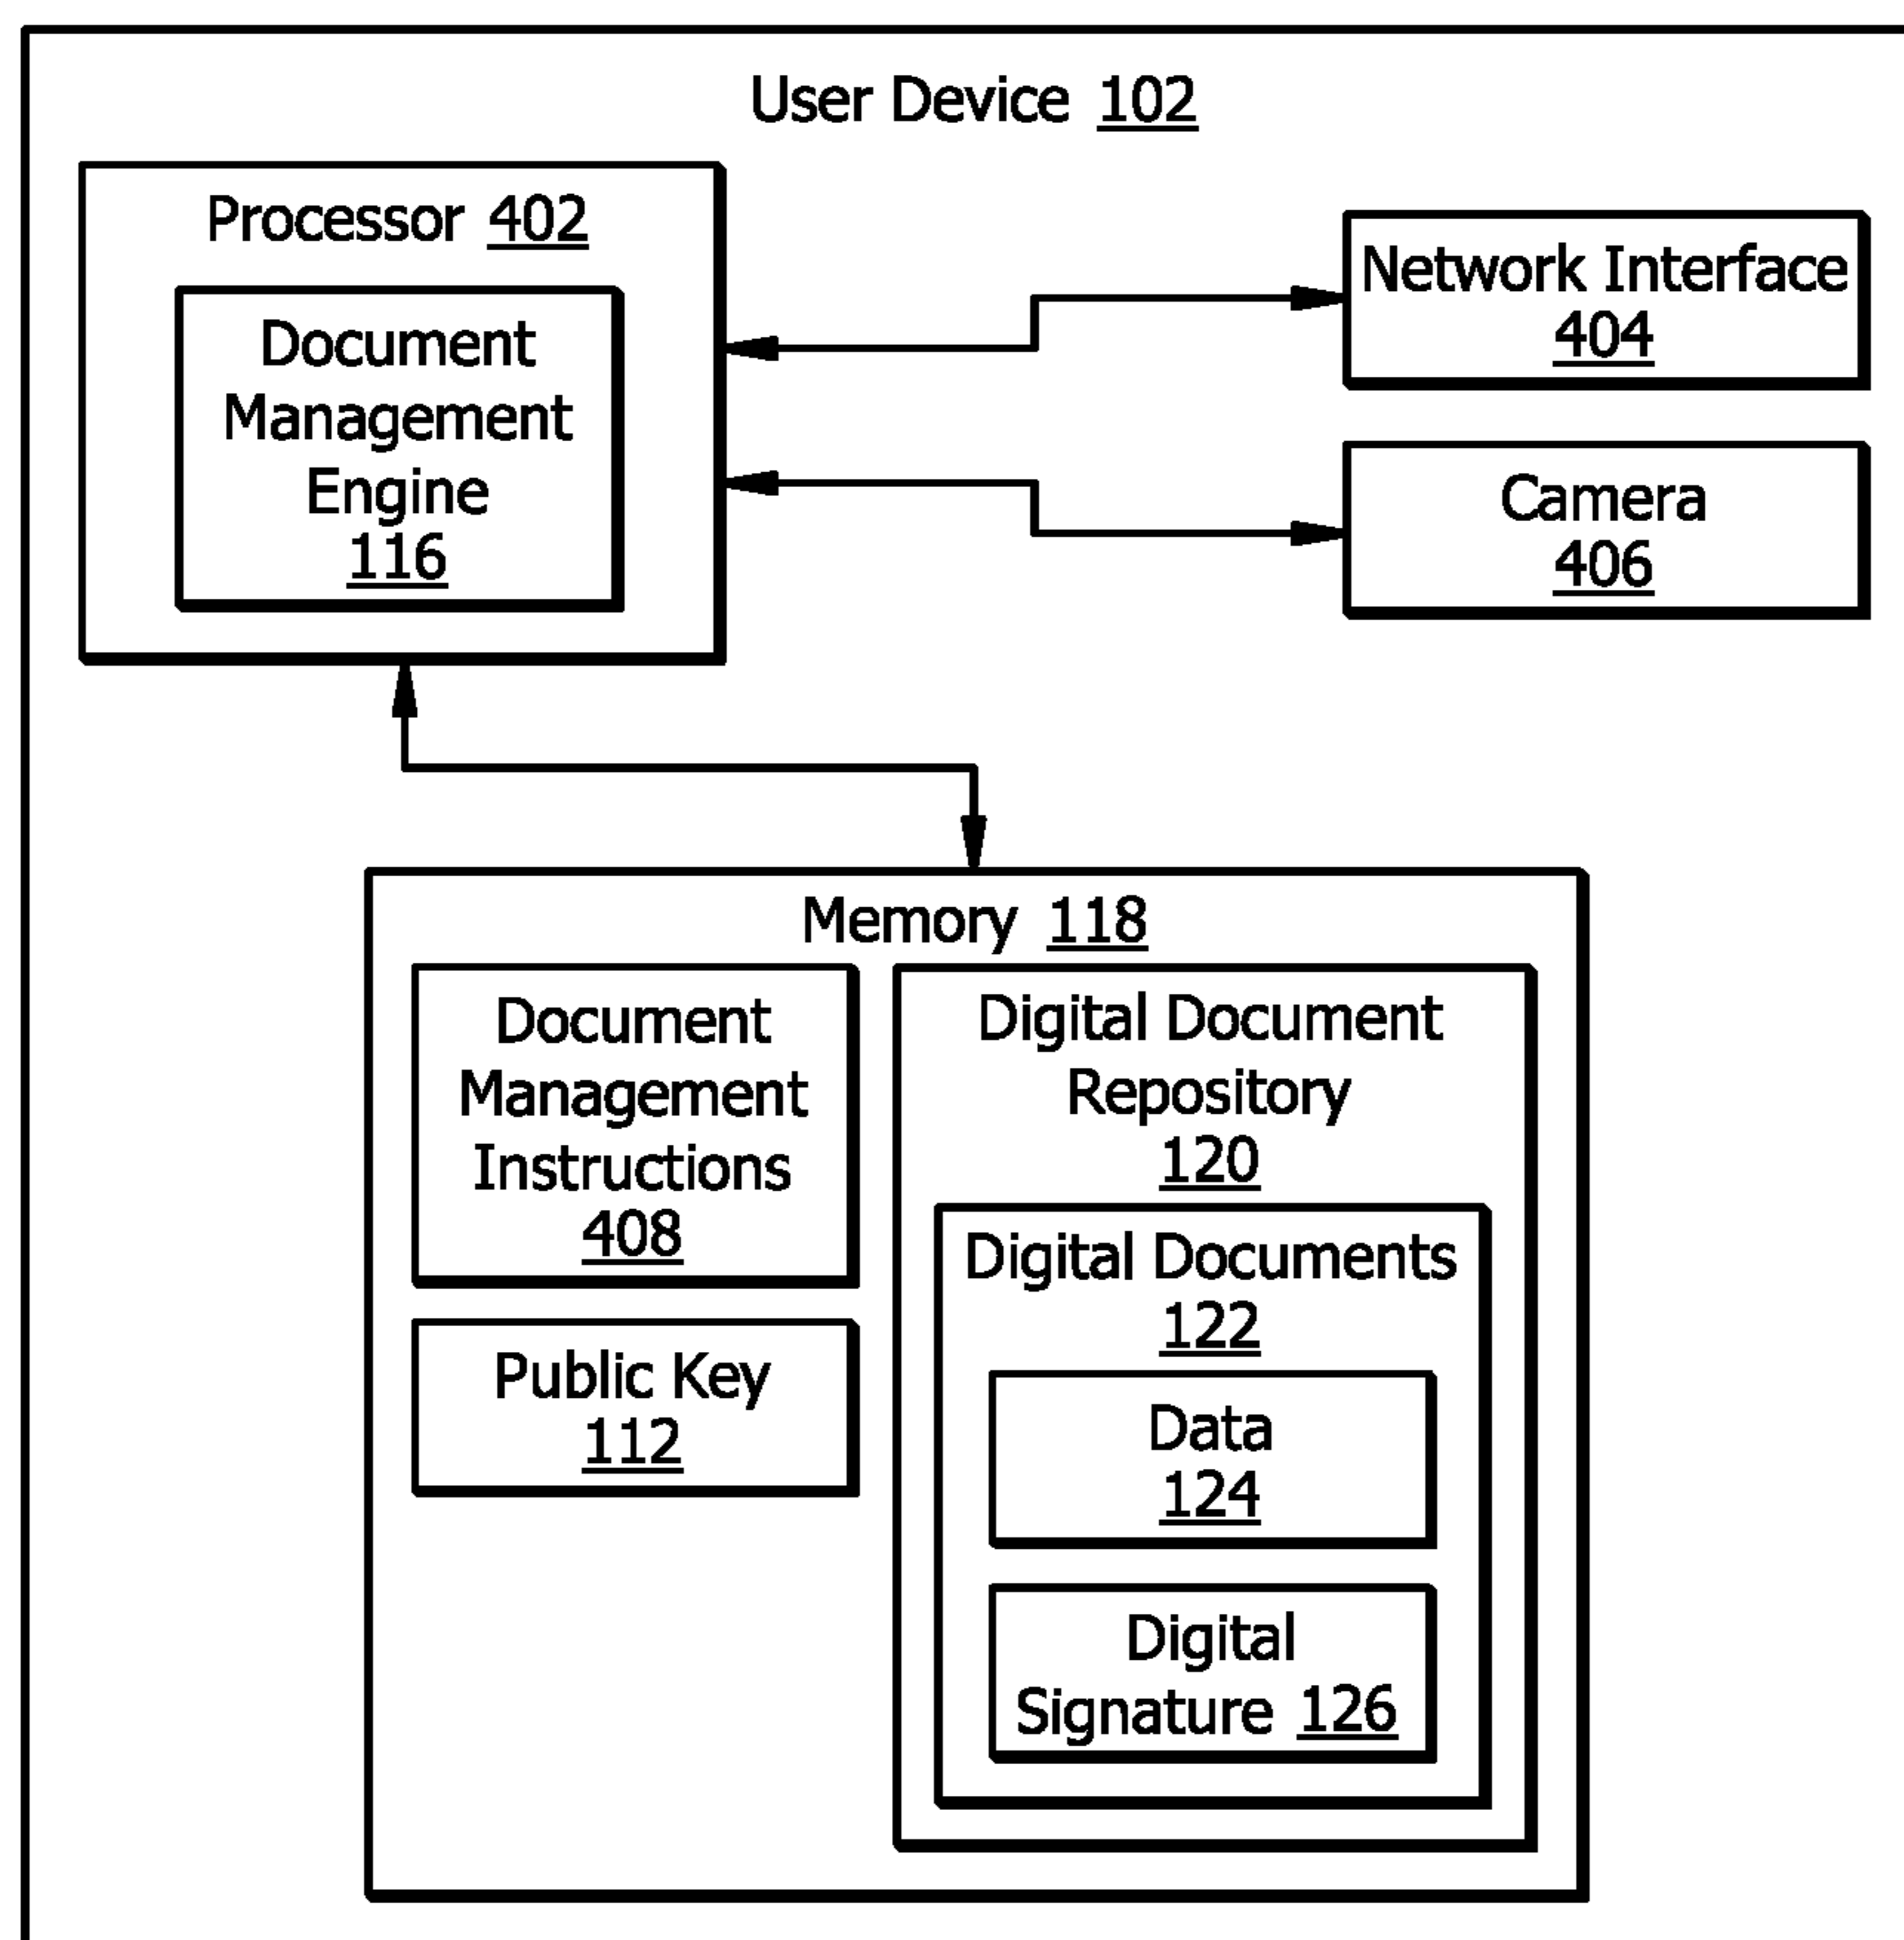 User Device 102
Processor 402
Document
Management
Engine
116
Network Interface
404
Camera
406
Memory 118
Document
Management
Instructions
408
Public Key
112
Digital Document
Repository
120
Digital Documents
122
Data
124
Digital
Signature 126